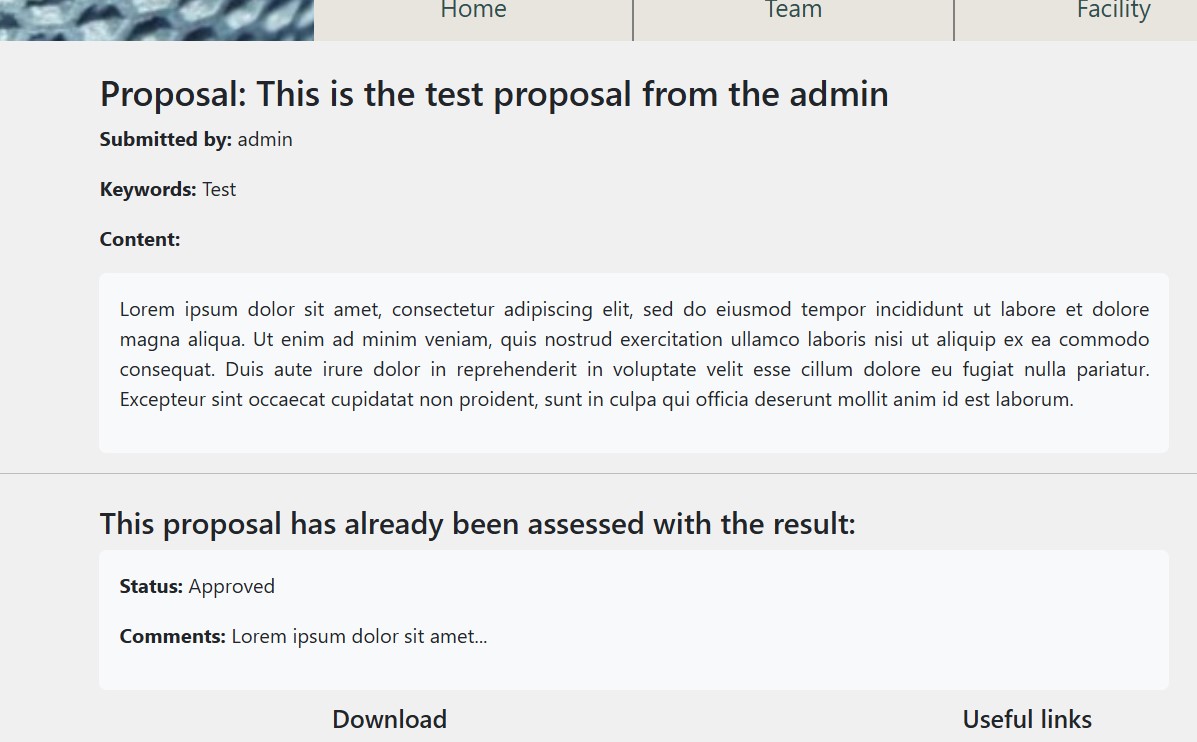 Home Team Facility
Proposal: This is the test proposal from the admin
Submitted by: admin
Keywords: Test
Content:
Lorem ipsum dolor sit amet, consectetur adipiscing elit, sed do eiusmod tempor incididunt ut labore et dolore
magna aliqua. Ut enim ad minim veniam, quis nostrud exercitation ullamco laboris nisi ut aliquip ex ea commodo
consequat. Duis aute irure dolor in reprehenderit in voluptate velit esse cillum dolore eu fugiat nulla pariatur.
Excepteur sint occaecat cupidatat non proident, sunt in culpa qui officia deserunt mollit anim id est laborum.
This proposal has already been assessed with the result:
Status: Approved
Comments: Lorem ipsum dolor sit amet...
Download Useful links